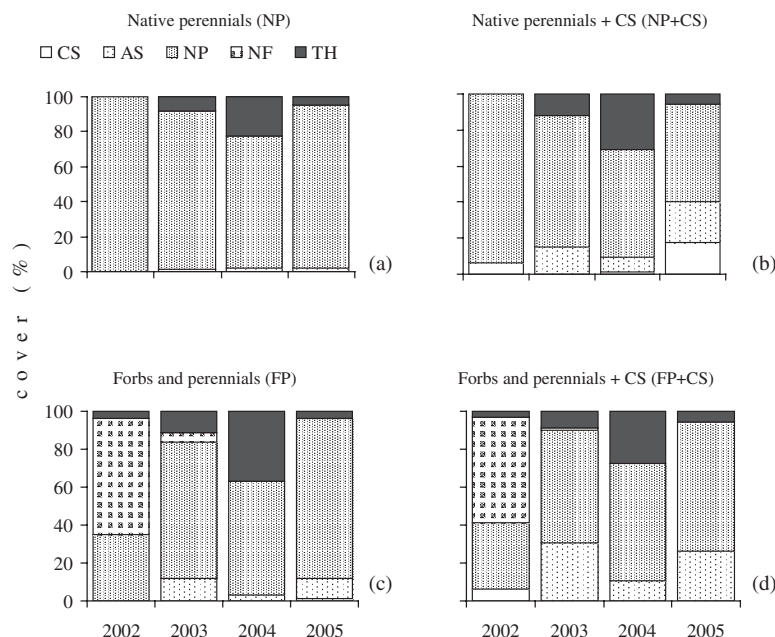 Native perennials (NP)
Native perennials + CS (NP+CS)
CS AS NP NF TH
100
80
60
40
20
0
(a)
(b)
cover (%)
Forbs and perennials (FP)
Forbs and perennials + CS (FP+CS)
100
80
60
40
20
0
(c)
(d)
2002 2003 2004 2005
2002 2003 2004 2005